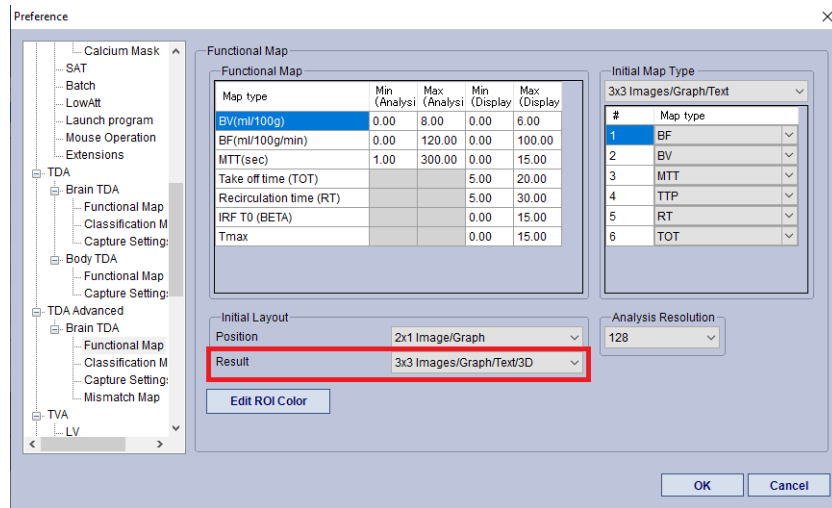 Preference
Calcium Mask
SAT
Batch
LowAtt
Launch program
Mouse Operation
Extensions
TDA
Brain TDA
Functional Map
Classification M
Capture Setting:
Body TDA
Functional Map
Capture Setting:
TDA Advanced
Brain TDA
Functional Map
Classification M
Capture Setting:
Mismatch Map
TVA
LV
Functional Map
Functional Map
Map type Min (Analysi Max (Analysi Min (Display Max (Display
BV(ml/100g) 0.00 8.00 0.00 6.00
BF(ml/100g/min) 0.00 120.00 0.00 100.00
MTT(sec) 1.00 300.00 0.00 15.00
Take off time (TOT) 5.00 20.00
Recirculation time (RT) 5.00 30.00
IRF T0 (BETA) 0.00 15.00
Tmax 0.00 15.00
Initial Map Type
3x3 Images/Graph/Text
# Map type
1 BF
2 BV
3 MTT
4 TTP
5 RT
6 TOT
Initial Layout
Position 2x1 Image/Graph
Result 3x3 Images/Graph/Text/3D
Analysis Resolution
128
Edit ROI Color
OK Cancel